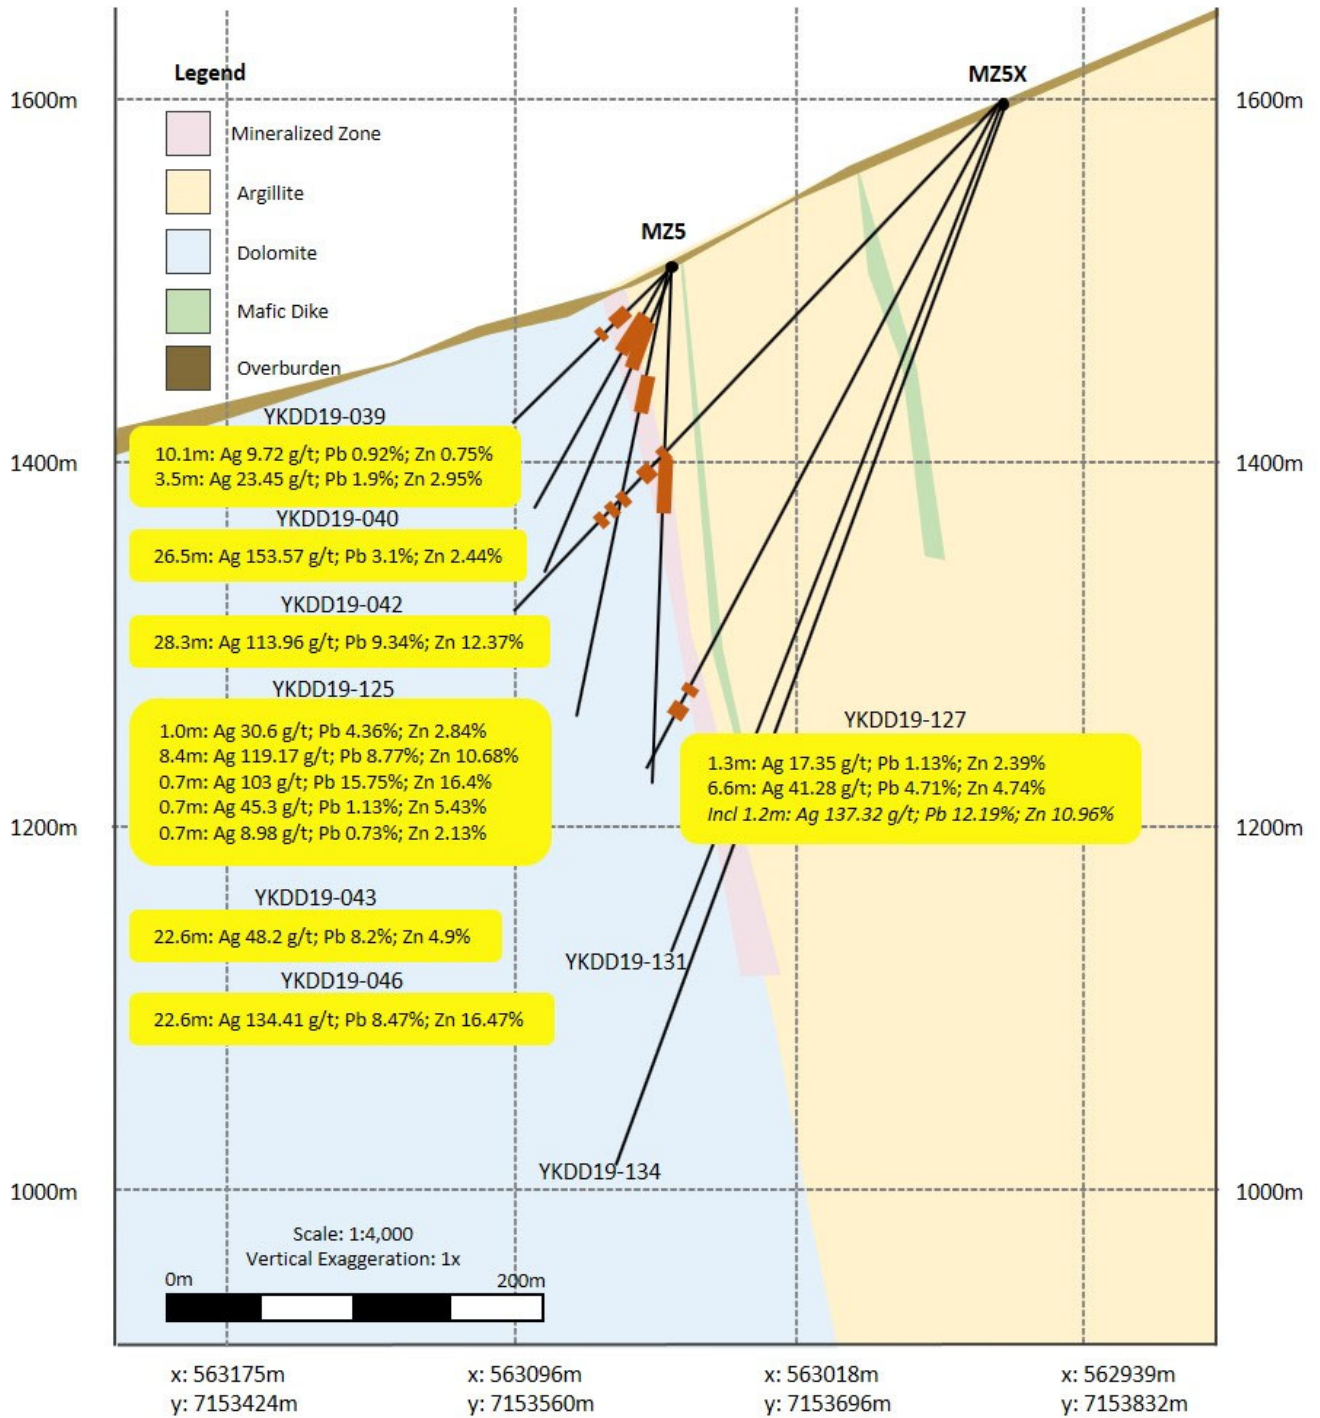 MZ5X
Legend
1600m
1600m
Mineralized Zone
Argillite
MZ5
Dolomite
Mafic Dike
Overburden
YKDD19-039
10.1m: Ag 9.72 g/t; Pb 0.92%; Zn 0.75%
3.5m: Ag 23.45 g/t; Pb 1.9%; Zn 2.95%
1400m
1400m
YKDD19-040
26.5m: Ag 153.57 g/t; Pb 3.1%; Zn 2.44%
YKDD19-042
28.3m: Ag 113.96 g/t; Pb 9.34%; Zn 12.37%
YKDD19-125
1.0m: Ag 30.6 g/t; Pb 4.36%; Zn 2.84%
8.4m: Ag 119.17 g/t; Pb 8.77%; Zn 10.68%
0.7m: Ag 103 g/t; Pb 15.75%; Zn 16.4%
0.7m: Ag 45.3 g/t; Pb 1.13%; Zn 5.43%
0.7m: Ag 8.98 g/t; Pb 0.73%; Zn 2.13%
YKDD19-127
1.3m: Ag 17.35 g/t; Pb 1.13%; Zn 2.39%
6.6m: Ag 41.28 g/t; Pb 4.71%; Zn 4.74%
Incl 1.2m: Ag 137.32 g/t; Pb 12.19%; Zn 10.96%
1200m
1200m
YKDD19-043
22.6m: Ag 48.2 g/t; Pb 8.2%; Zn 4.9%
YKDD19-131
YKDD19-046
22.6m: Ag 134.41 g/t; Pb 8.47%; Zn 16.47%
YKDD19-134
1000m
1000m
Scale: 1:4,000
Vertical Exaggeration: 1x
0m
200m
x: 563175m
y: 7153424m
x: 563096m
y: 7153560m
x: 563018m
y: 7153696m
x: 562939m
y: 7153832m